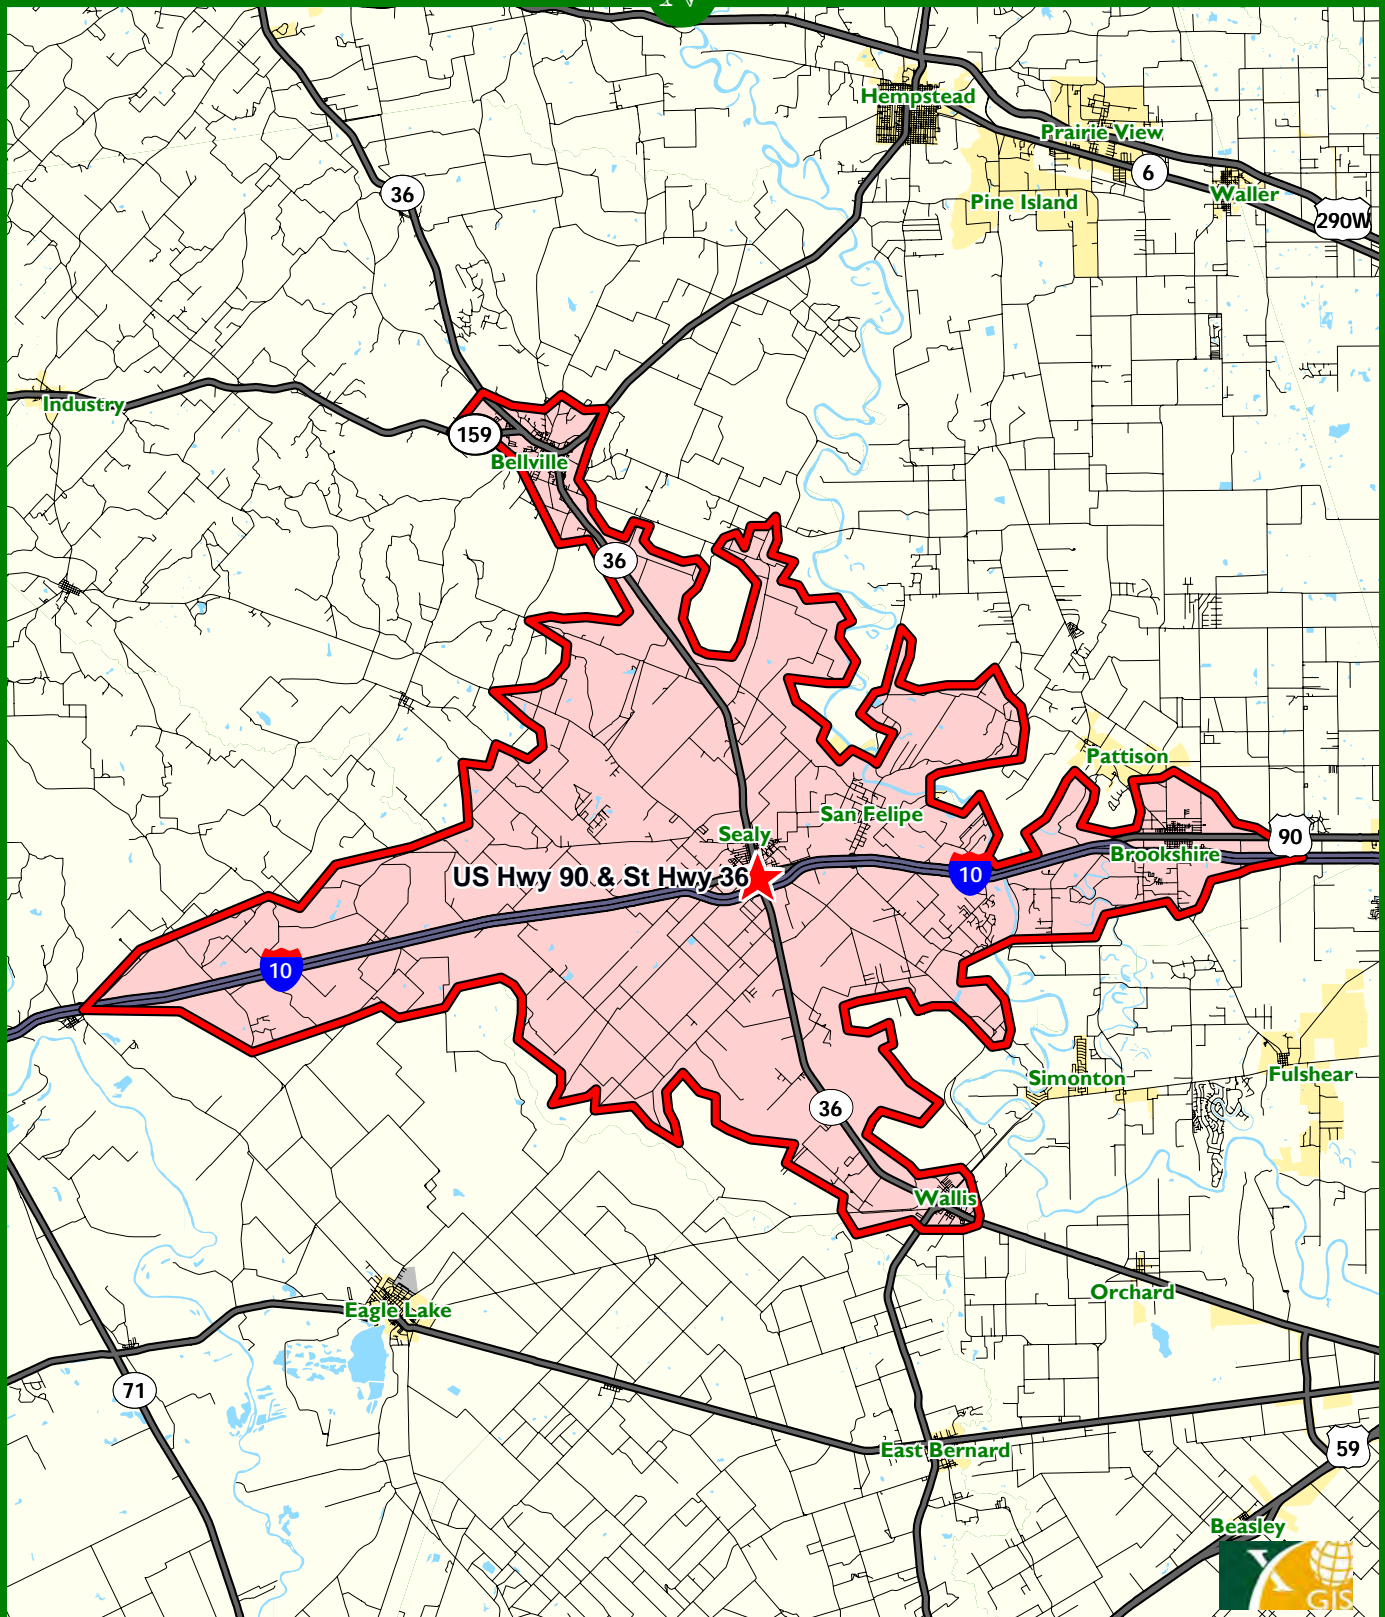 Hempstead
Prairie View
6
36
Waller
Pine Island
290W
Industry
159
Bellville
36
Pattison
San Felipe
Sealy
90
Brookshire
US Hwy 90 & St Hwy 36
10
10
Simonton
Fulshear
36
Wallis
Orchard
Eagle Lake
71
East Bernard
59
Beasley
GIS